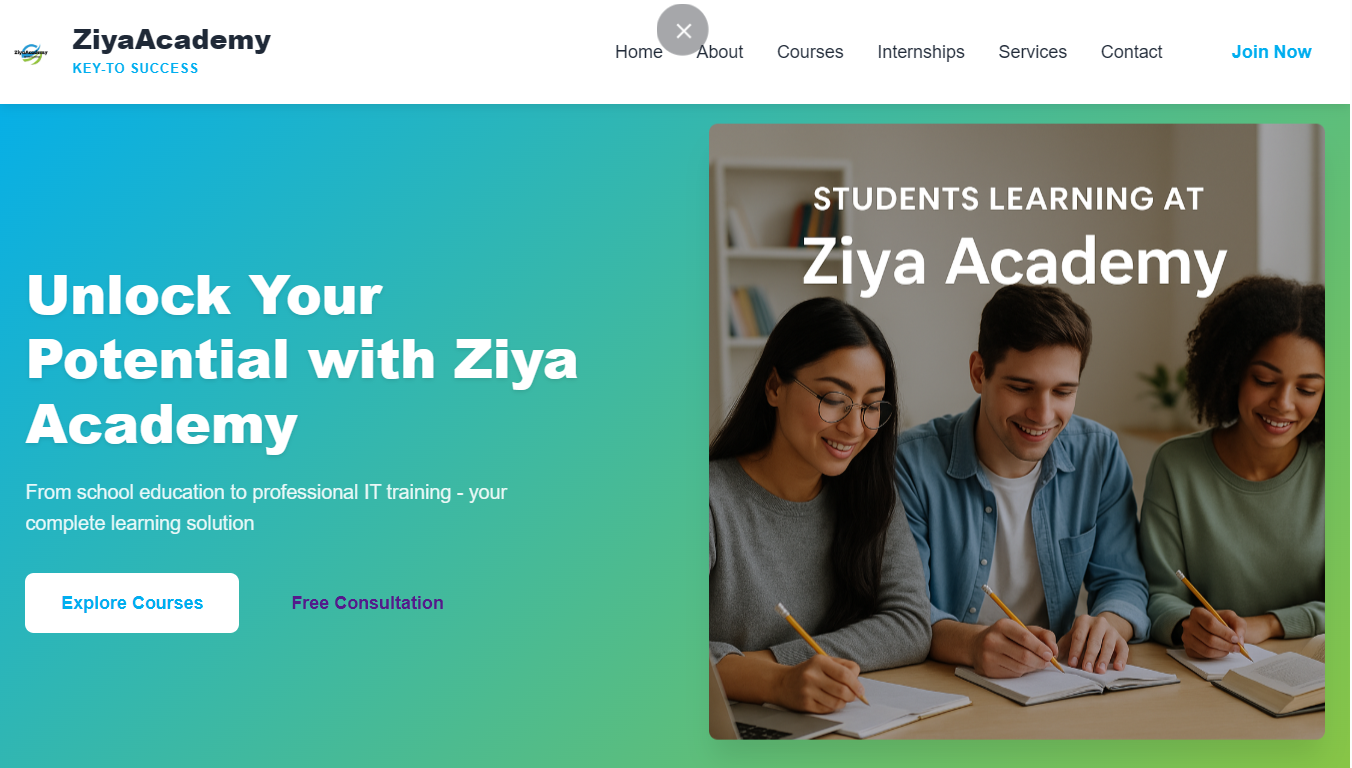 ZiyaAcademy
ZiyaAcademy
KEY-TO SUCCESS
Home
About
Courses
Internships
Services
Contact
Join Now
Unlock Your
Potential with Ziya
Academy
From school education to professional IT training - your
complete learning solution
Explore Courses
Free Consultation
STUDENTS LEARNING AT
Ziya Academy